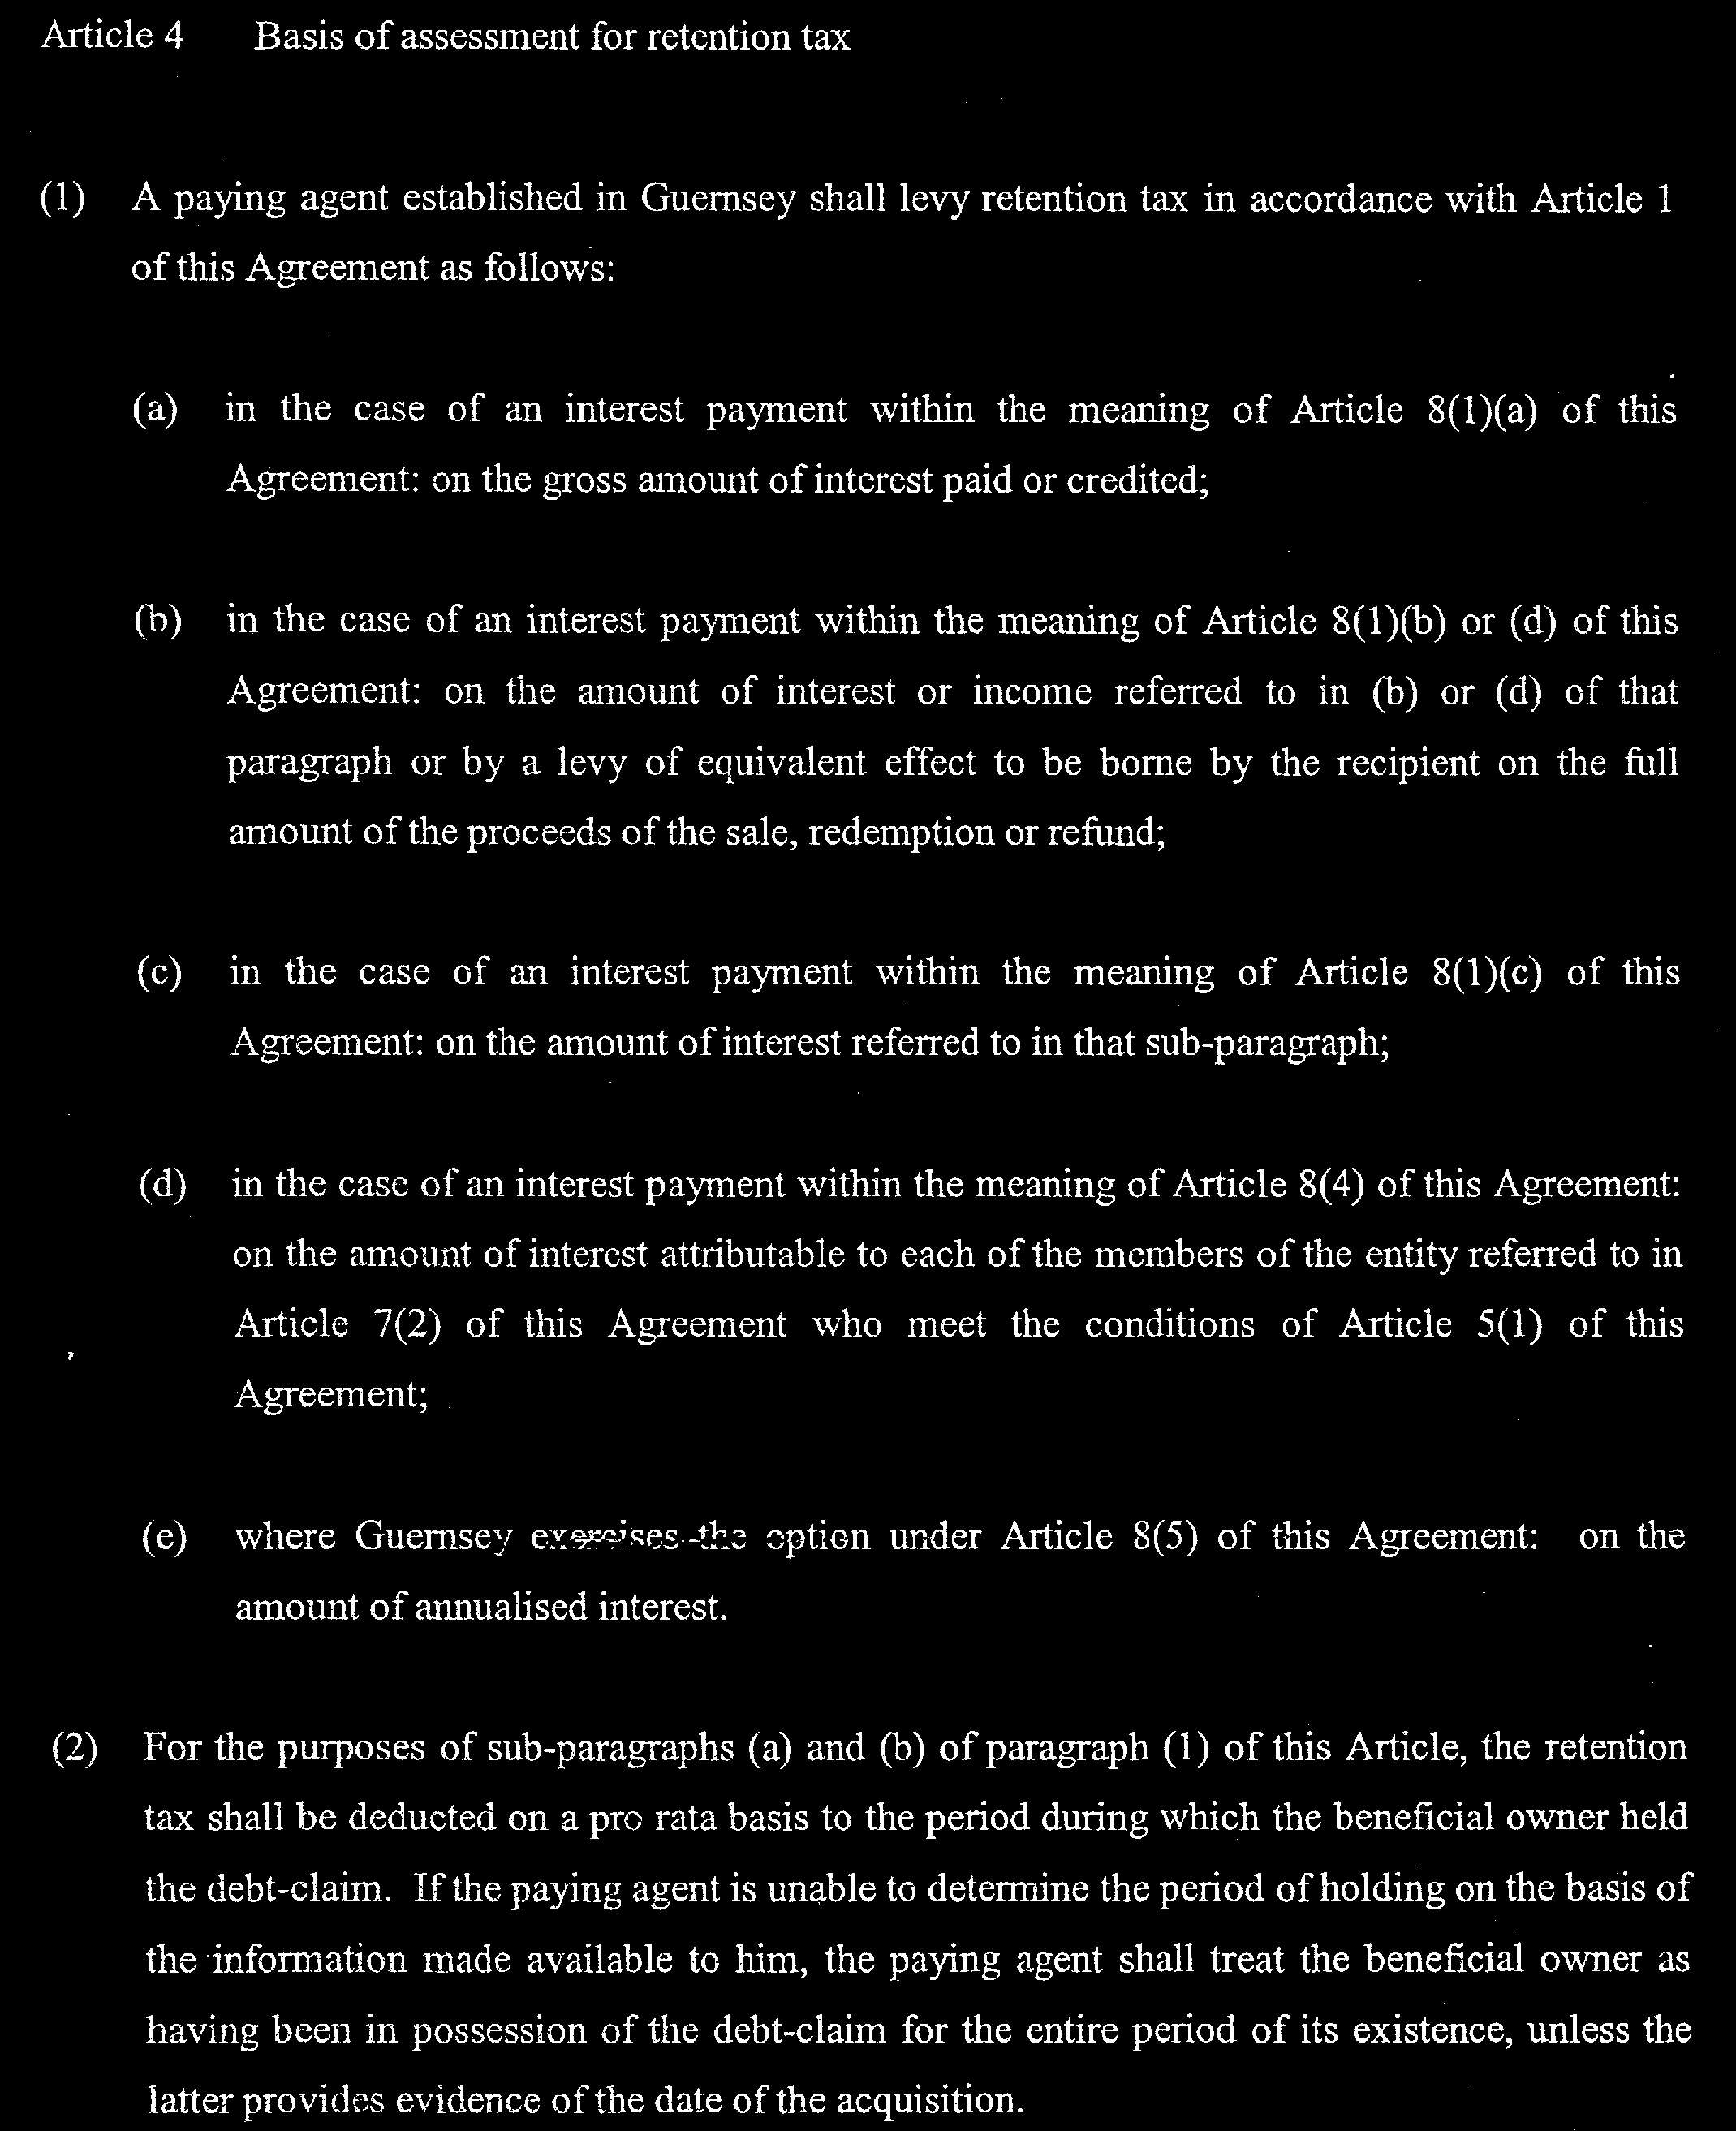 Article 4 Basis of assessment for retention tax
(1) A paying agent established in Guernsey shall levy retention tax in accordance with Article 1
of this Agreement as follows:
(a) in the case of an interest payment within the meaning of Article 8(1)(a) of this
Agreement: on the gross amount of interest paid or credited;
(b) in the case of an interest payment within the meaning of Article 8(1)(b) or (d) of this
Agreement: on the amount of interest or income referred to in (b) or (d) of that
paragraph or by a levy of equivalent effect to be borne by the recipient on the full
amount of the proceeds of the sale, redemption or refund;
(c) in the case of an interest payment within the meaning of Article 8(1)(c) of this
Agreement: on the amount of interest referred to in that sub-paragraph;
(d) in the case of an interest payment within the meaning of Article 8(4) of this Agreement:
on the amount of interest attributable to each of the members of the entity referred to in
Article 7(2) of this Agreement who meet the conditions of Article 5(1) of this
Agreement;
(e) where Guernsey exercises the option under Article 8(5) of this Agreement: on the
amount of annualised interest.
(2) For the purposes of sub-paragraphs (a) and (b) of paragraph (1) of this Article, the retention
tax shall be deducted on a pro rata basis to the period during which the beneficial owner held
the debt-claim. If the paying agent is unable to determine the period of holding on the basis of
the information made available to him, the paying agent shall treat the beneficial owner as
having been in possession of the debt-claim for the entire period of its existence, unless the
latter provides evidence of the date of the acquisition.